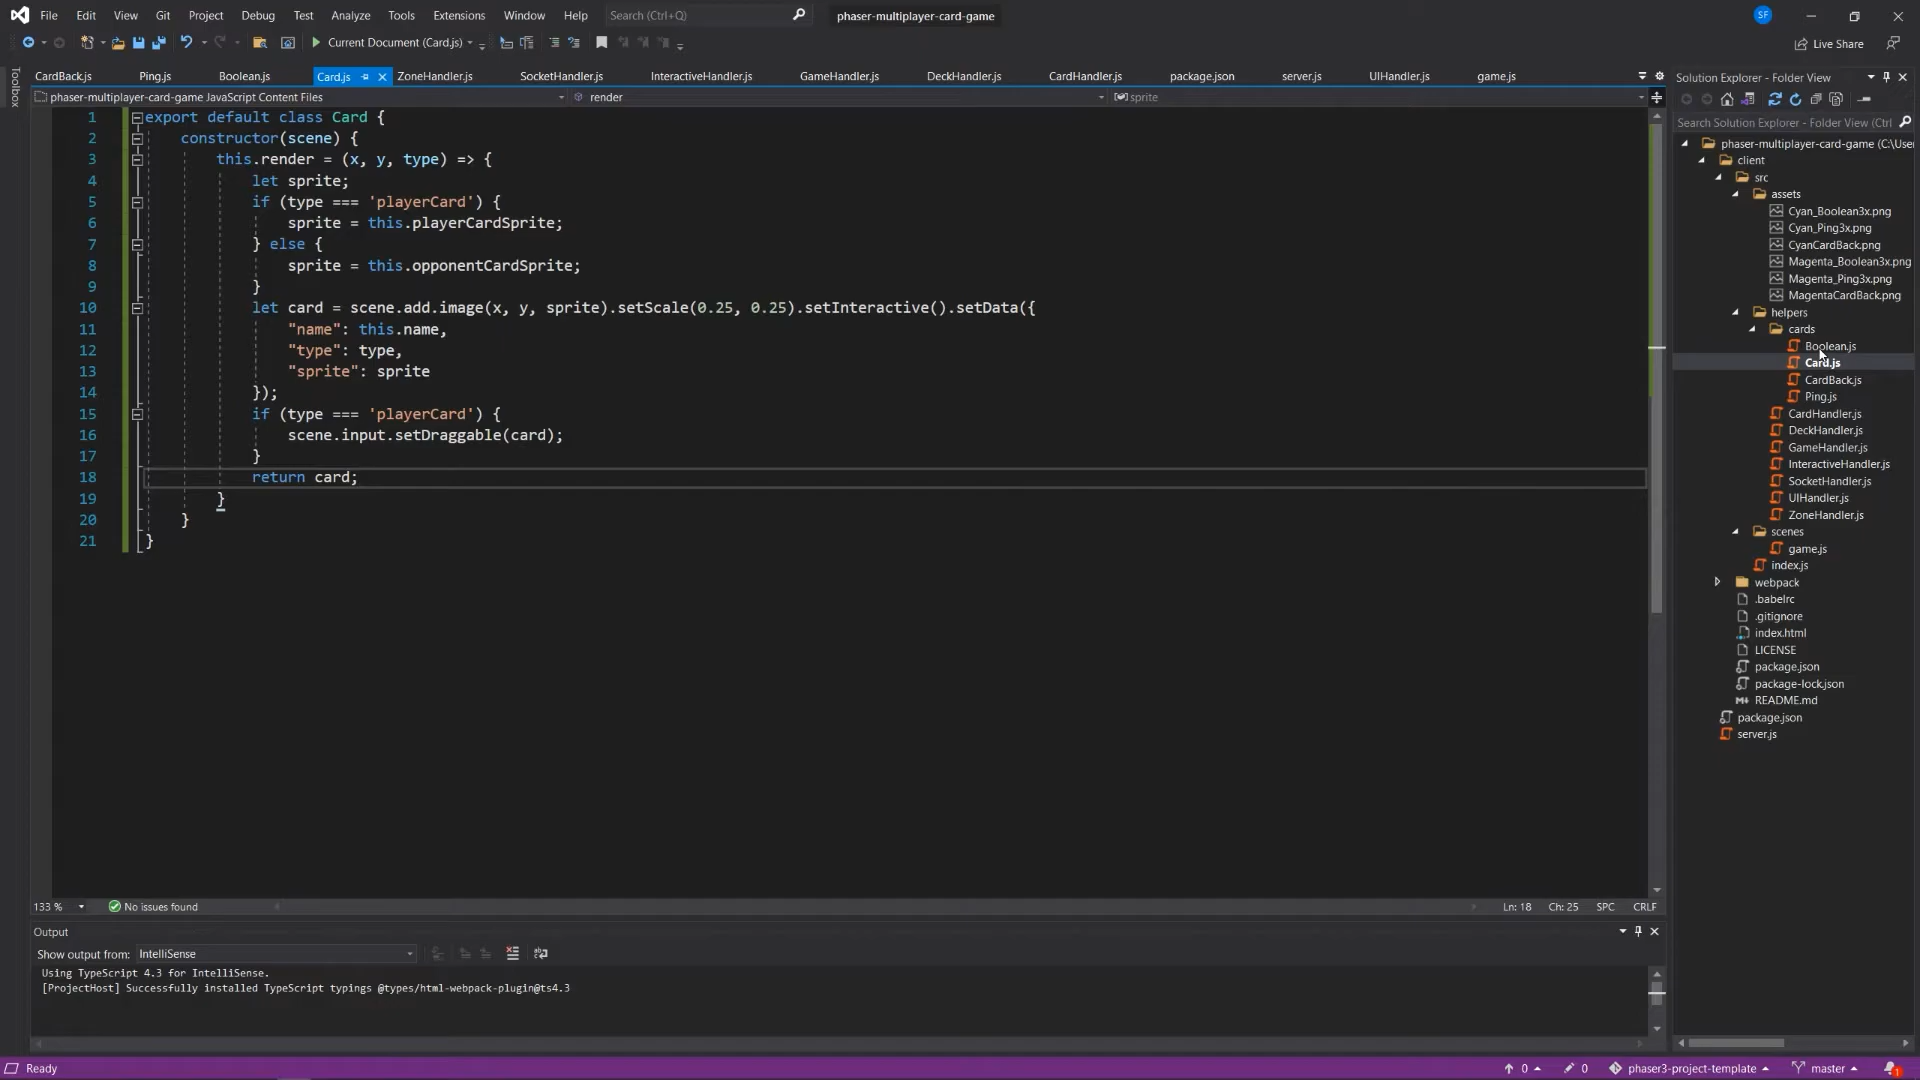 File Edit View Git Project Debug Test Analyze Tools Extensions Window Help Search (Ctrl+Q) phaser-multiplayer-card-game SF
Current Document (Card.js) Live Share
Toolbox
CardBack.js Ping.js Boolean.js Card.js ZoneHandler.js SocketHandler.js InteractiveHandler.js GameHandler.js DeckHandler.js CardHandler.js package.json server.js UIHandler.js game.js
phaser-multiplayer-card-game JavaScript Content Files render sprite
1 export default class Card {
2 constructor(scene) {
3 this.render = (x, y, type) => {
4 let sprite;
5 if (type === 'playerCard') {
6 sprite = this.playerCardSprite;
7 } else {
8 sprite = this.opponentCardSprite;
9 }
10 let card = scene.add.image(x, y, sprite).setScale(0.25, 0.25).setInteractive().setData({
11 "name": this.name,
12 "type": type,
13 "sprite": sprite
14 });
15 if (type === 'playerCard') {
16 scene.input.setDraggable(card);
17 }
18 return card;
19 }
20 }
21 }
133 % No issues found Ln: 18 Ch: 25 SPC CRLF
Output
Show output from: IntelliSense
Using TypeScript 4.3 for IntelliSense.
[ProjectHost] Successfully installed TypeScript typings @types/html-webpack-plugin@ts4.3
Solution Explorer - Folder View
Search Solution Explorer - Folder View (Ctrl
phaser-multiplayer-card-game (C:\User
client
src
assets
Cyan_Boolean3x.png
Cyan_Ping3x.png
CyanCardBack.png
Magenta_Boolean3x.png
Magenta_Ping3x.png
MagentaCardBack.png
helpers
cards
Boolean.js
Card.js
CardBack.js
Ping.js
CardHandler.js
DeckHandler.js
GameHandler.js
InteractiveHandler.js
SocketHandler.js
UIHandler.js
ZoneHandler.js
scenes
game.js
index.js
webpack
.babelrc
.gitignore
index.html
LICENSE
package.json
package-lock.json
README.md
package.json
server.js
Ready 0 0 phaser3-project-template master 1